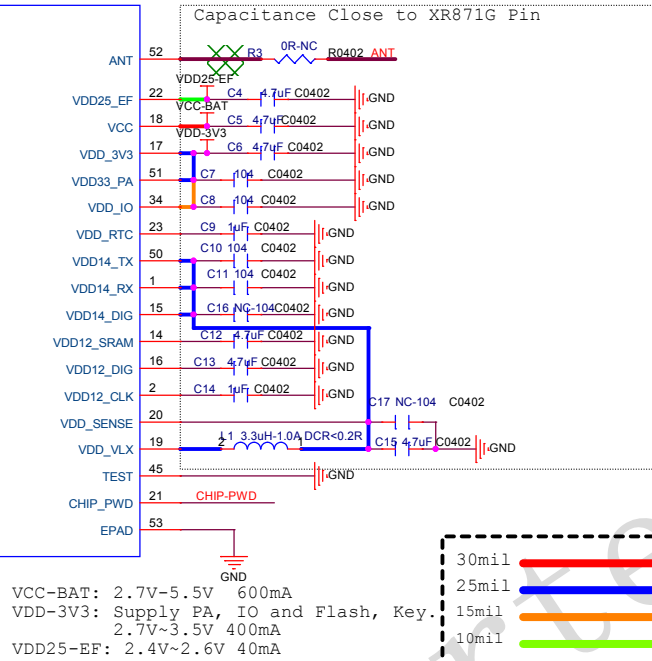 Capacitance Close to XR871G Pin
ANT 52 R3 0R-NC R0402 ANT
VDD25-EF
VDD25_EF 22 C4 4.7uF C0402 GND
VCC-BAT
VCC 18 C5 4.7uF C0402 GND
VDD-3V3
VDD_3V3 17 C6 4.7uF C0402 GND
VDD33_PA 51 C7 104 C0402 GND
VDD_IO 34 C8 104 C0402 GND
VDD_RTC 23 C9 1uF C0402 GND
VDD14_TX 50 C10 104 C0402 GND
VDD14_RX 1 C11 104 C0402 GND
VDD14_DIG 15 C16 NC-104 C0402 GND
VDD12_SRAM 14 C12 4.7uF C0402 GND
VDD12_DIG 16 C13 4.7uF C0402 GND
VDD12_CLK 2 C14 1uF C0402 GND
C17 NC-104 C0402
VDD_SENSE 20
VDD_VLX 19 2 L1 3.3uH-1.0A DCR<0.2R 1 C15 4.7uF C0402 GND
TEST 45 GND
CHIP_PWD 21 CHIP-PWD
EPAD 53
GND
VCC-BAT: 2.7V-5.5V 600mA
VDD-3V3: Supply PA, IO and Flash, Key.
2.7V~3.5V 400mA
VDD25-EF: 2.4V~2.6V 40mA
30mil
25mil
15mil
10mil